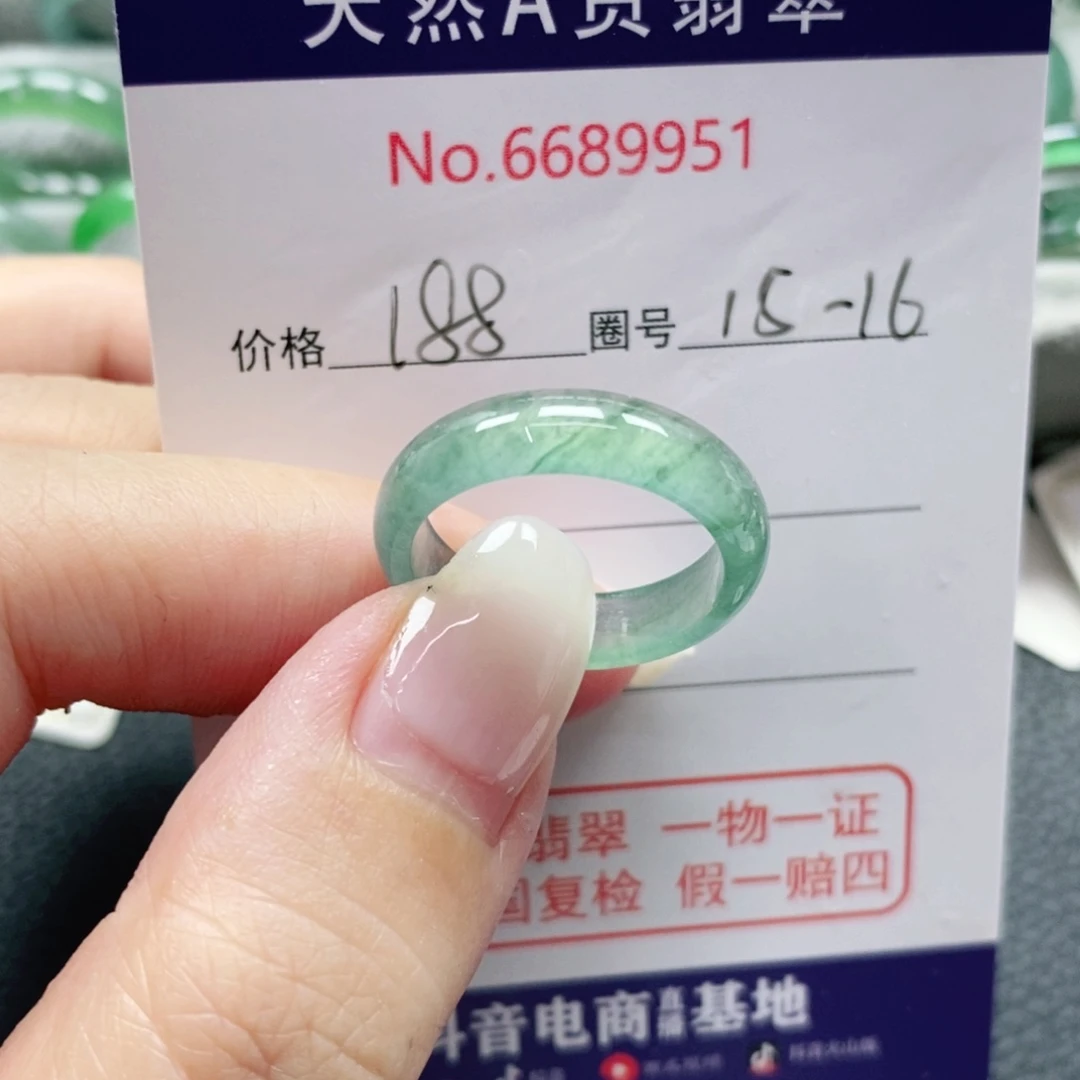 天然A货翡翠
No.6689951
价格 188 圈号 15-16
翡翠 一物一证
国复检 假一赔四
抖音电商直播基地